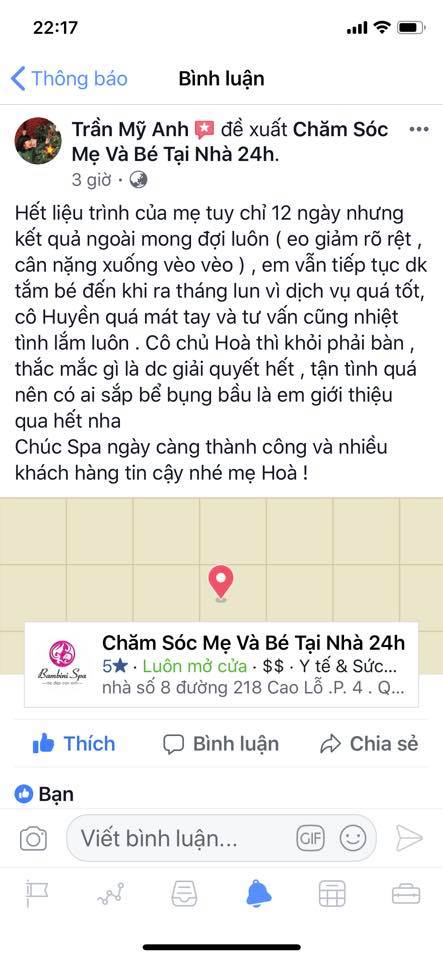 22:17
Thông báo
Bình luận
Trần Mỹ Anh đề xuất Chăm Sóc
Mẹ Và Bé Tại Nhà 24h.
3 giờ ·
Hết liệu trình của mẹ tuy chỉ 12 ngày nhưng
kết quả ngoài mong đợi luôn ( eo giảm rõ rệt ,
cân nặng xuống vèo vèo ) , em vẫn tiếp tục dk
tắm bé đến khi ra tháng lun vì dịch vụ quá tốt,
cô Huyền quá mát tay và tư vấn cũng nhiệt
tình lắm luôn . Cô chủ Hoà thì khỏi phải bàn ,
thắc mắc gì là dc giải quyết hết , tận tình quá
nên có ai sắp bể bụng bầu là em giới thiệu
qua hết nha
Chúc Spa ngày càng thành công và nhiều
khách hàng tin cậy nhé mẹ Hoà !
Bambini Spa
Chăm Sóc Mẹ Và Bé Tại Nhà 24h
5★ · Luôn mở cửa · $$ · Y tế & Sức...
nhà số 8 đường 218 Cao Lỗ .P. 4 . Q...
Thích
Bình luận
Chia sẻ
Bạn
Viết bình luận...
GIF